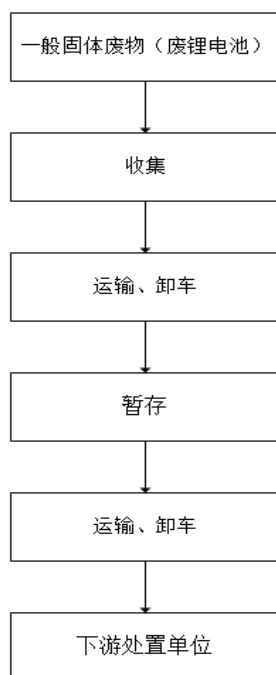 一般固体废物（废锂电池）
收集
运输、卸车
暂存
运输、卸车
下游处置单位